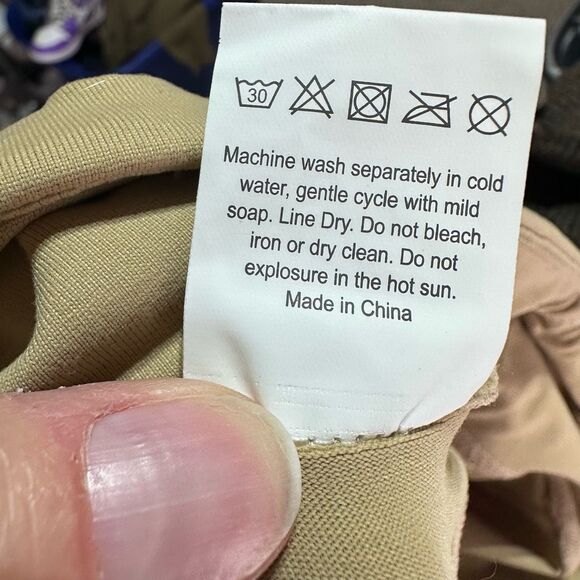 30
Machine wash separately in cold
water, gentle cycle with mild
soap. Line Dry. Do not bleach,
iron or dry clean. Do not
explosure in the hot sun.
Made in China